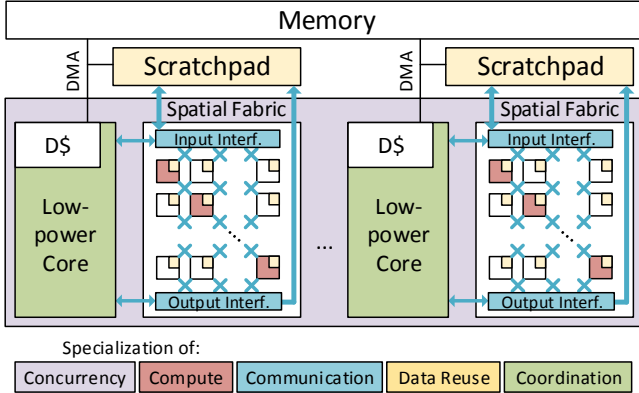 Memory
DMA
Scratchpad
DMA
Scratchpad
Spatial Fabric
Spatial Fabric
D$
Input Interf.
D$
Input Interf.
Low-
power
Core
...
Low-
power
Core
Output Interf.
Output Interf.
Specialization of:
Concurrency
Compute
Communication
Data Reuse
Coordination